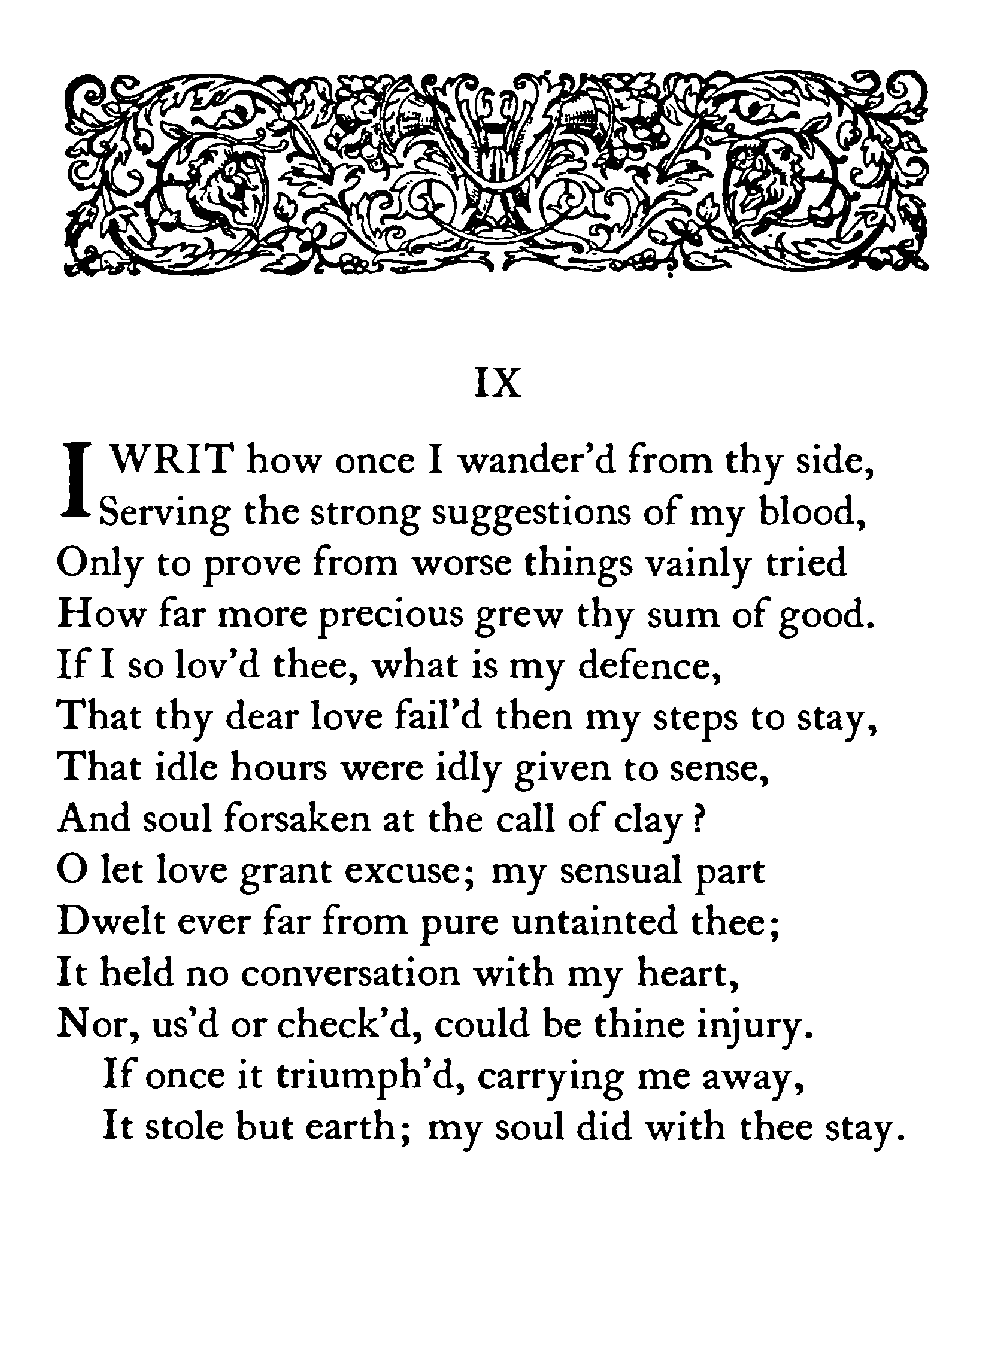 IX
I WRIT how once I wander'd from thy side,
Serving the strong suggestions of my blood,
Only to prove from worse things vainly tried
How far more precious grew thy sum of good.
If I so lov'd thee, what is my defence,
That thy dear love fail'd then my steps to stay,
That idle hours were idly given to sense,
And soul forsaken at the call of clay ?
O let love grant excuse; my sensual part
Dwelt ever far from pure untainted thee;
It held no conversation with my heart,
Nor, us'd or check'd, could be thine injury.
If once it triumph'd, carrying me away,
It stole but earth; my soul did with thee stay.